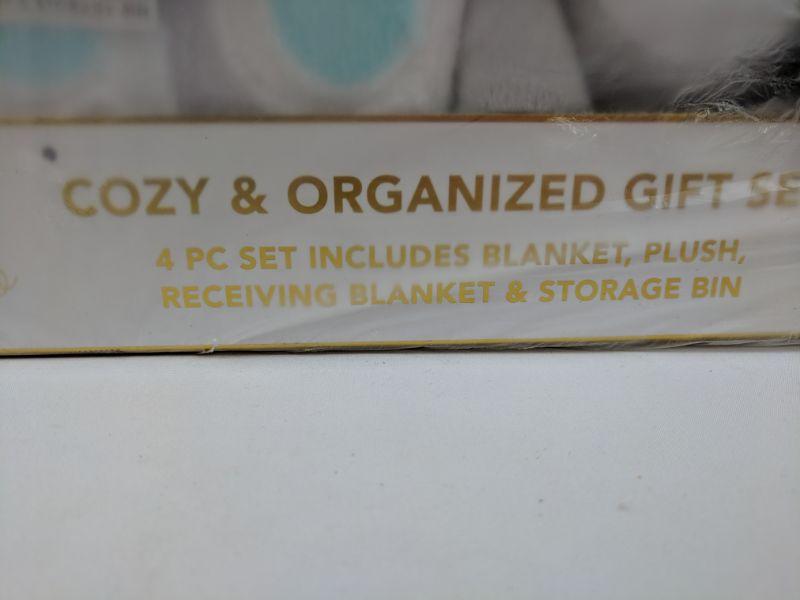 COZY & ORGANIZED GIFT SE
4 PC SET INCLUDES BLANKET, PLUSH,
RECEIVING BLANKET & STORAGE BIN